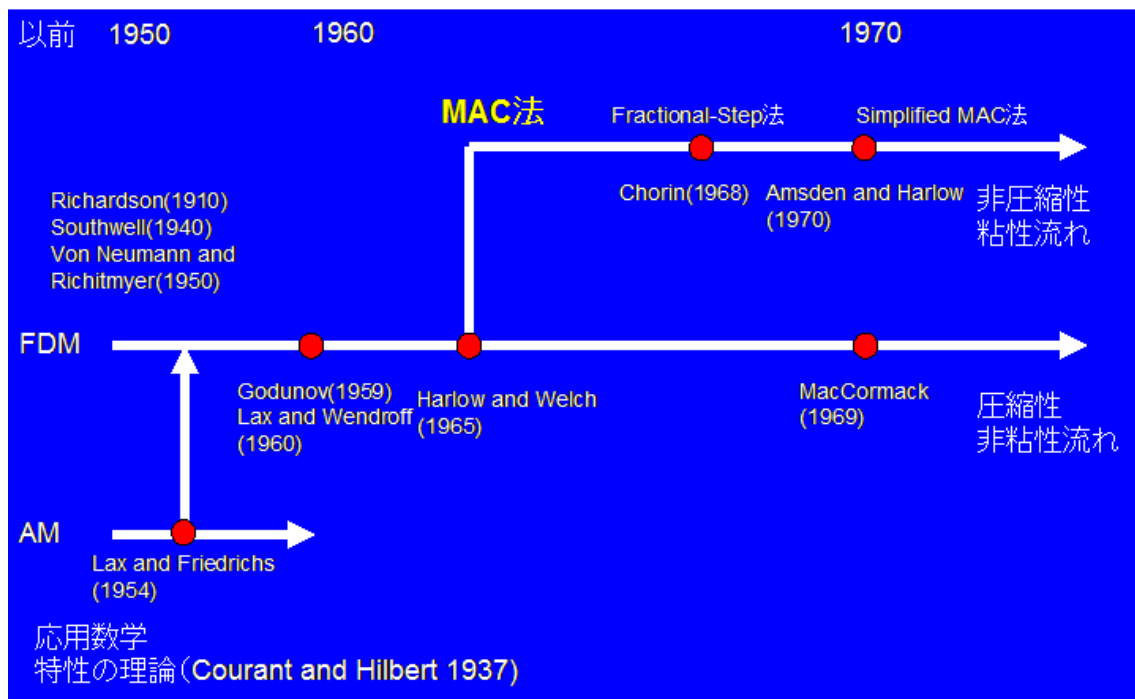 以前 1950 1960 1970
MAC法 Fractional-Step法 Simplified MAC法
Richardson(1910)
Southwell(1940)
Von Neumann and
Richitmyer(1950)
Chorin(1968)
Amsden and Harlow
(1970)
非圧縮性
粘性流れ
FDM
Godunov(1959)
Lax and Wendroff
(1960)
Harlow and Welch
(1965)
MacCormack
(1969)
圧縮性
非粘性流れ
AM
Lax and Friedrichs
(1954)
応用数学
特性の理論(Courant and Hilbert 1937)